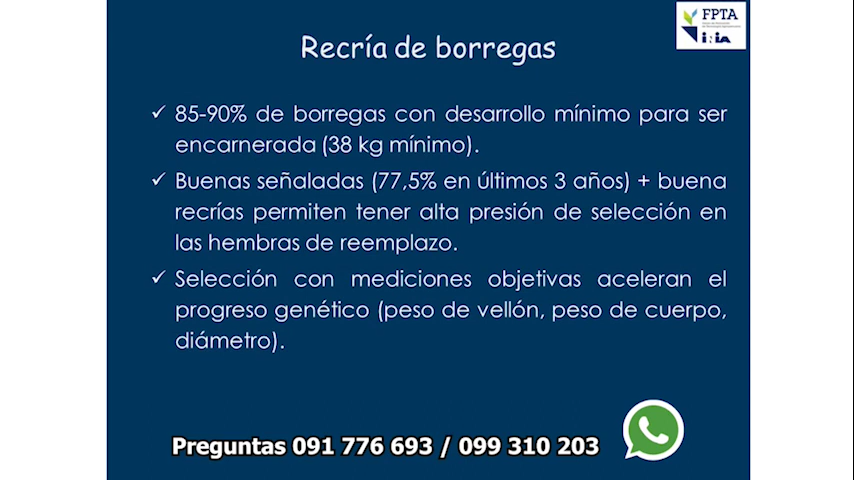 FPTA
INIA
Recría de borregas
✓ 85-90% de borregas con desarrollo mínimo para ser
encarnerada (38 kg mínimo).
✓ Buenas señaladas (77,5% en últimos 3 años) + buena
recrías permiten tener alta presión de selección en
las hembras de reemplazo.
✓ Selección con mediciones objetivas aceleran el
progreso genético (peso de vellón, peso de cuerpo,
diámetro).
Preguntas 091 776 693 / 099 310 203